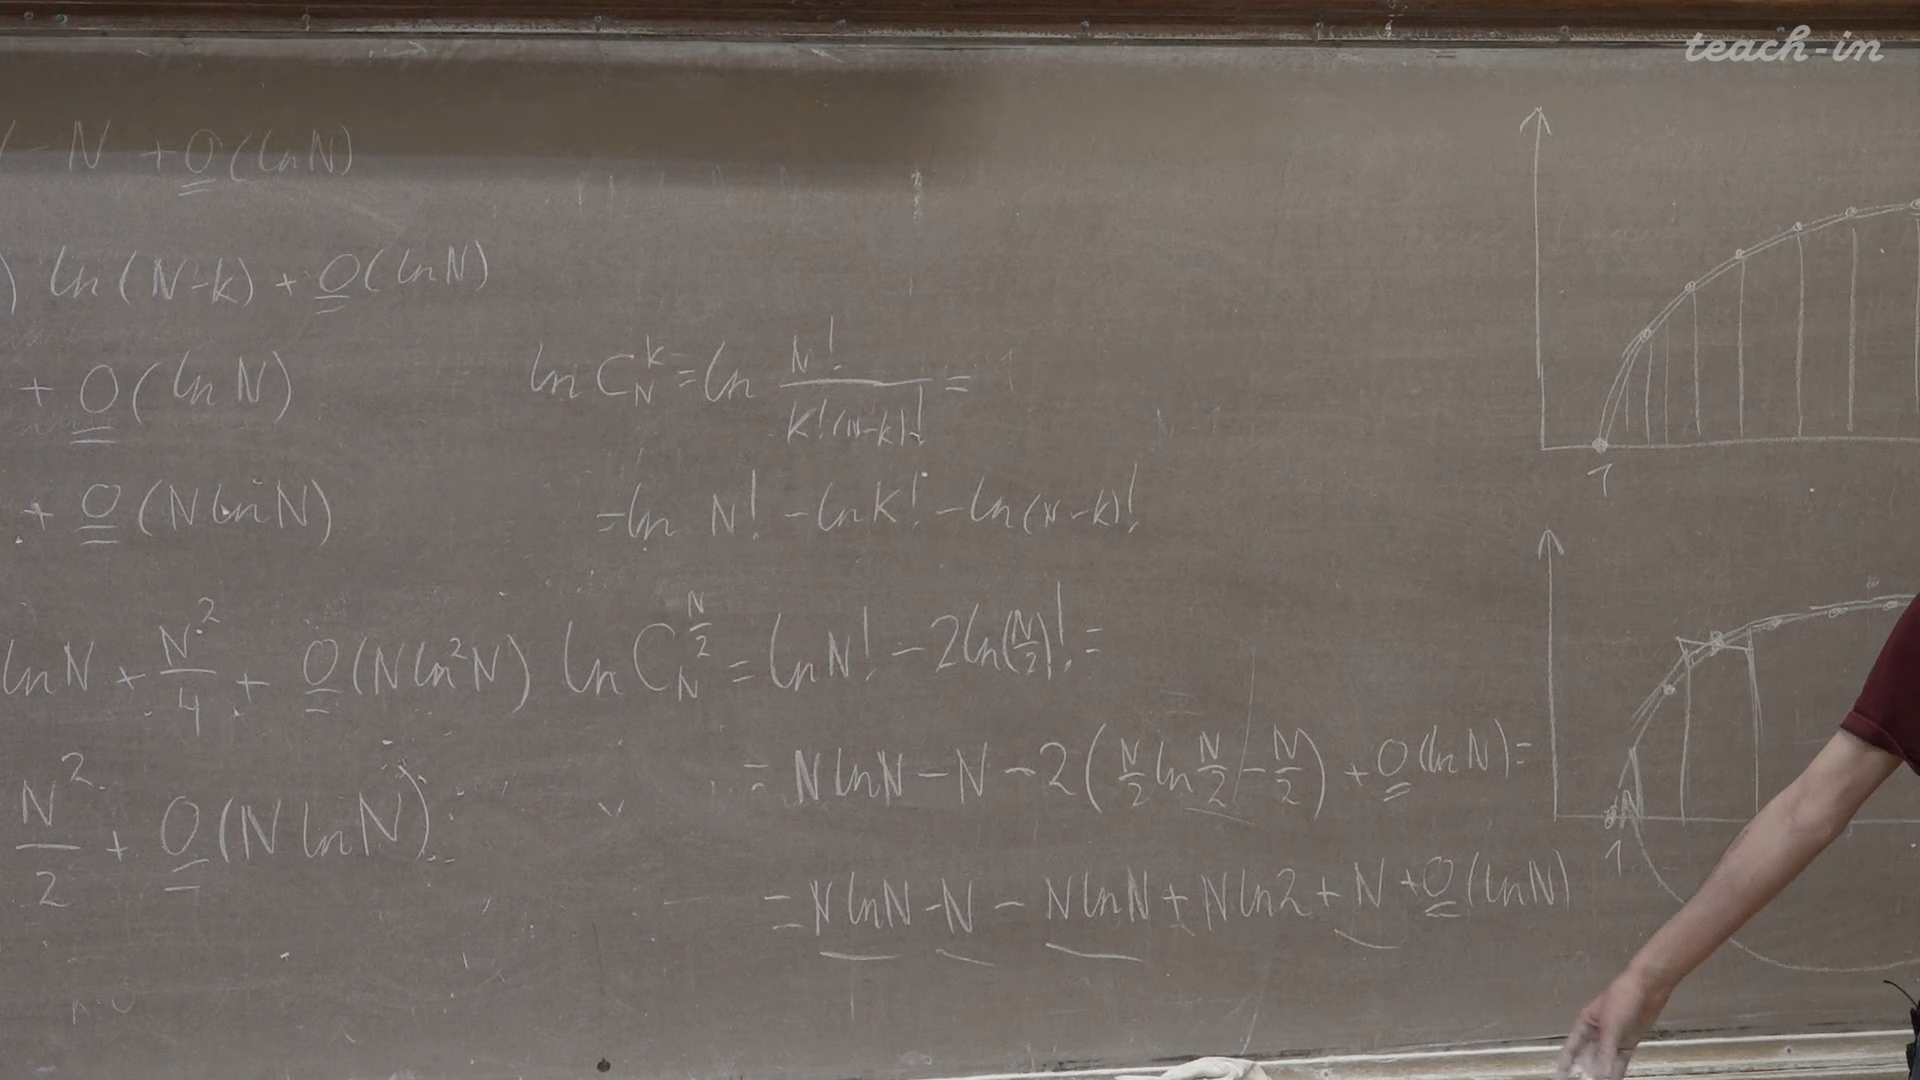 teach-in
- N + O(ln N)
) ln(N-k) + O(ln N)
+ O(ln N)
+ O(N ln N)
ln N + N²/4 + O(N ln²N)
N²/2 + O(N ln N)
ln C_N^k = ln N!/(k!(N-k)!) =
= ln N! - ln k! - ln(N-k)!
ln C_N^(N/2) = ln N! - 2 ln(N/2)! =
= N ln N - N - 2(N/2 ln N/2 - N/2) + O(ln N) =
= N ln N - N - N ln N + N ln 2 + N + O(ln N)
1
1